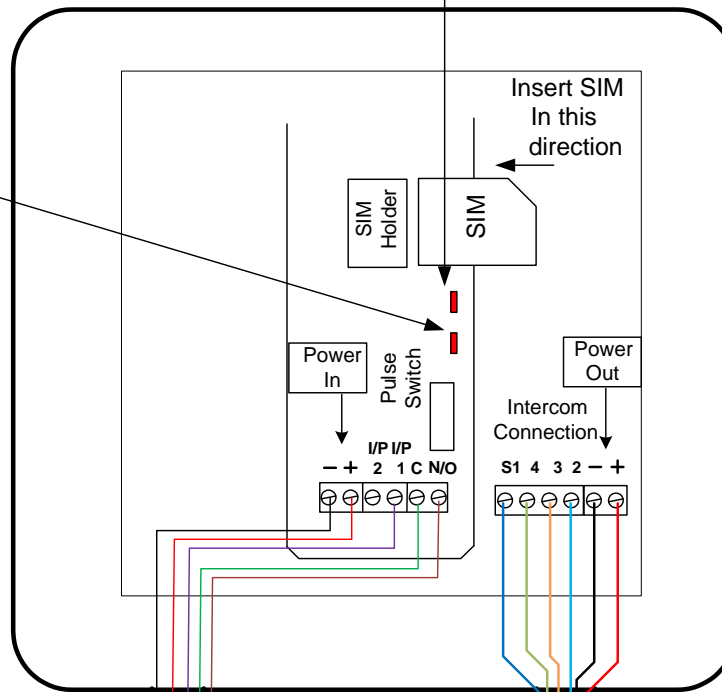 Insert SIM
In this
direction
SIM
Holder
SIM
Power
In
Pulse
Switch
Power
Out
Intercom
Connection
I/P I/P
− + 2 1 C N/O
S1 4 3 2 − +